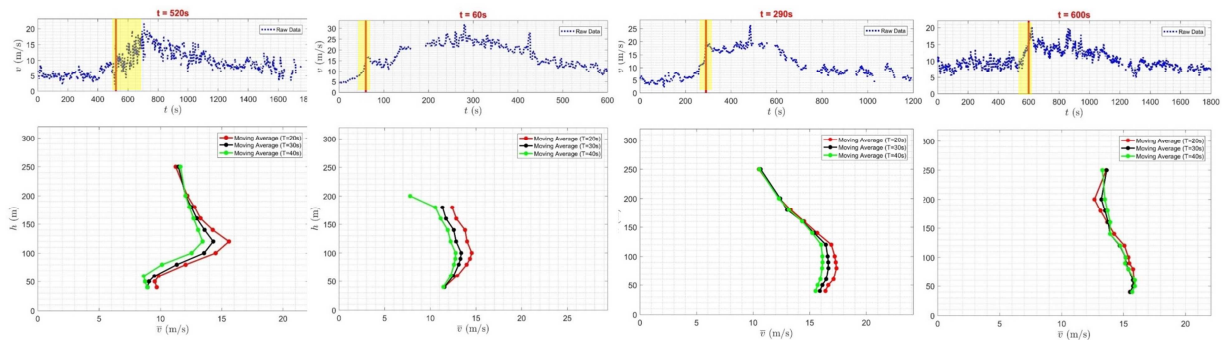 t = 520s
v (m/s)
25
20
15
10
5
0
Raw Data
0 200 400 600 800 1000 1200 1400 1600
t (s)
t = 60s
v (m/s)
35
30
25
20
15
10
5
0
Raw Data
0 100 200 300 400 500 600
t (s)
t = 290s
v (m/s)
25
20
15
10
5
0
Raw Data
0 200 400 600 800 1000 1200
t (s)
t = 600s
v (m/s)
20
15
10
5
0
Raw Data
0 200 400 600 800 1000 1200 1400 1600 1800
t (s)
h (m)
300
250
200
150
100
50
0
Moving Average (T=20s)
Moving Average (T=30s)
Moving Average (T=40s)
0 5 10 15 20
v̅ (m/s)
h (m)
300
250
200
150
100
50
0
Moving Average (T=20s)
Moving Average (T=30s)
Moving Average (T=40s)
0 5 10 15 20 25
v̅ (m/s)
300
250
200
150
100
50
0
Moving Average (T=20s)
Moving Average (T=30s)
Moving Average (T=40s)
0 5 10 15 20
v̅ (m/s)
300
250
200
150
100
50
0
Moving Average (T=20s)
Moving Average (T=30s)
Moving Average (T=40s)
0 5 10 15 20
v̅ (m/s)